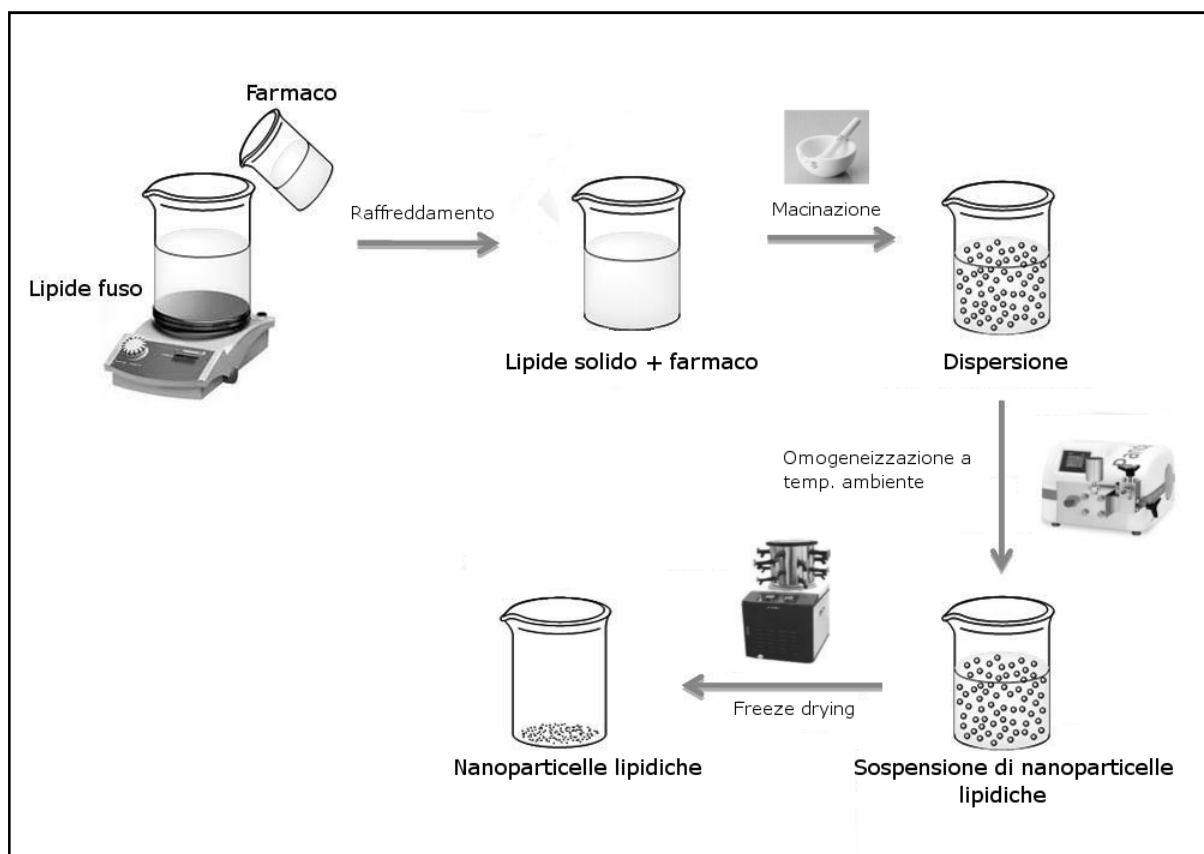 Farmaco
Raffreddamento
Macinazione
Lipide fuso
Lipide solido + farmaco
Dispersione
Omogeneizzazione a
temp. ambiente
Freeze drying
Nanoparticelle lipidiche
Sospensione di nanoparticelle
lipidiche